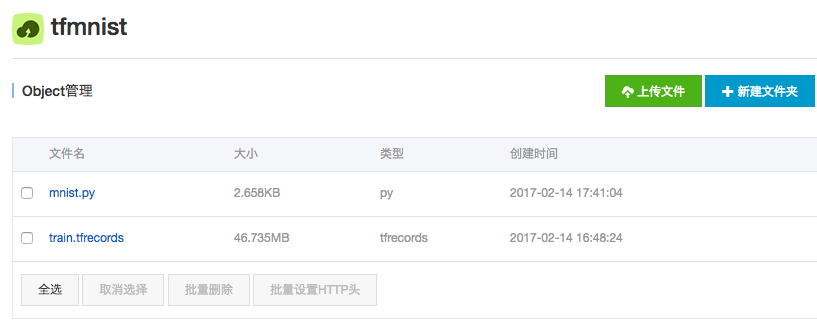 tfmnist
Object管理 上传文件 新建文件夹
文件名 大小 类型 创建时间
mnist.py 2.658KB py 2017-02-14 17:41:04
train.tfrecords 46.735MB tfrecords 2017-02-14 16:48:24
全选 取消选择 批量删除 批量设置HTTP头